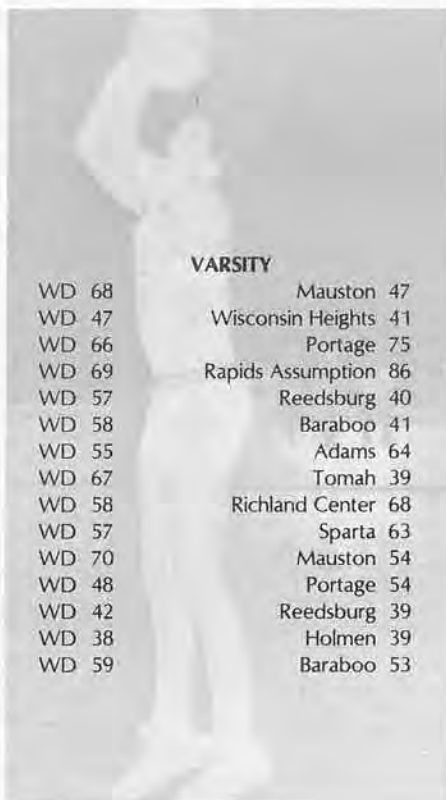 VARSITY
WD 68 Mauston 47
WD 47 Wisconsin Heights 41
WD 66 Portage 75
WD 69 Rapids Assumption 86
WD 57 Reedsburg 40
WD 58 Baraboo 41
WD 55 Adams 64
WD 67 Tomah 39
WD 58 Richland Center 68
WD 57 Sparta 63
WD 70 Mauston 54
WD 48 Portage 54
WD 42 Reedsburg 39
WD 38 Holmen 39
WD 59 Baraboo 53